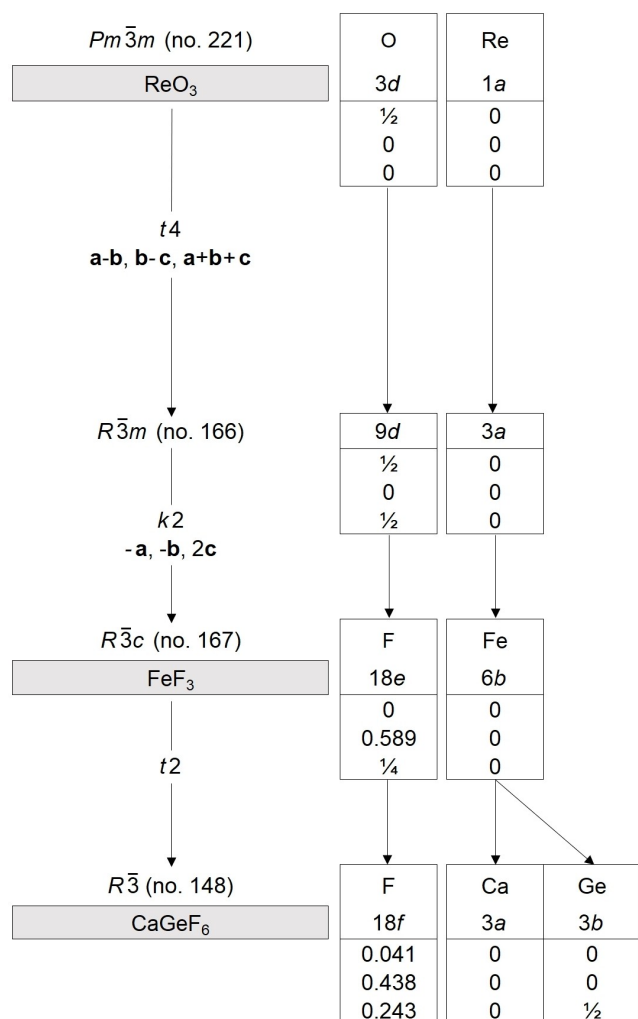 Pm3̅m (no. 221)
O Re
ReO₃
3d 1a
½ 0
0 0
0 0
t4
a-b, b-c, a+b+c
R3̅m (no. 166)
9d 3a
½ 0
0 0
½ 0
k2
-a, -b, 2c
R3̅c (no. 167)
F Fe
FeF₃
18e 6b
0 0
0.589 0
¼ 0
t2
R3̅ (no. 148)
F Ca Ge
CaGeF₆
18f 3a 3b
0.041 0 0
0.438 0 0
0.243 0 ½